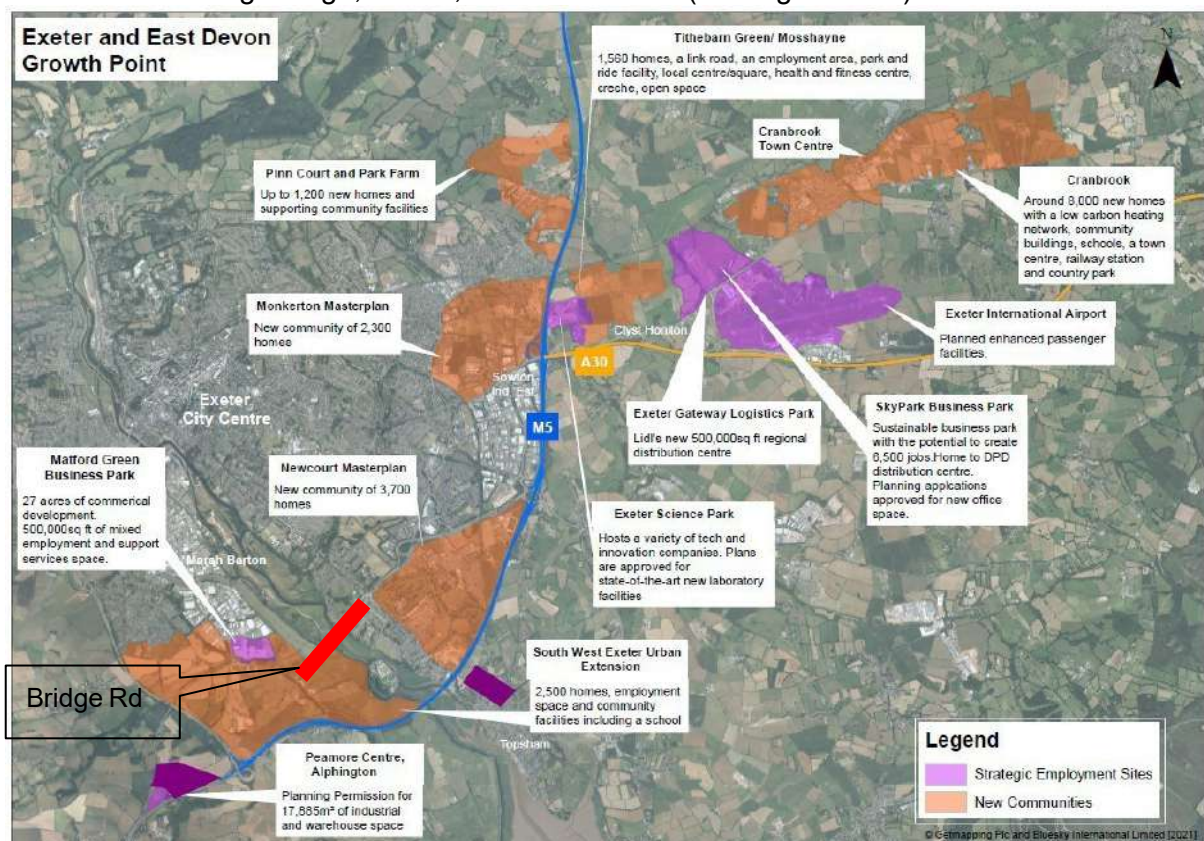 Exeter and East Devon
Growth Point
Tithebarn Green/ Mosshayne
1,560 homes, a link road, an employment area, park and
ride facility, local centre/square, health and fitness centre,
creche, open space
N
Cranbrook
Town Centre
Pinn Court and Park Farm
Up to 1,200 new homes and
supporting community facilities
Cranbrook
Around 8,000 new homes
with a low carbon heating
network, community
buildings, schools, a town
centre, railway station
and country park
Monkerton Masterplan
New community of 2,300
homes
Clyst Honiton
Exeter International Airport
Planned enhanced passenger
facilities.
A30
Sowton
Ind. Est.
Exeter
City Centre
M5
Exeter Gateway Logistics Park
Lidl's new 500,000sq ft regional
distribution centre
SkyPark Business Park
Sustainable business park
with the potential to create
6,500 jobs.Home to DPD
distribution centre.
Planning applications
approved for new office
space.
Matford Green
Business Park
27 acres of commerical
development.
500,000sq ft of mixed
employment and support
services space.
Newcourt Masterplan
New community of 3,700
homes
Exeter Science Park
Hosts a variety of tech and
innovation companies. Plans
are approved for
state-of-the-art new laboratory
facilities
Marsh Barton
South West Exeter Urban
Extension
2,500 homes, employment
space and community
facilities including a school
Bridge Rd
Topsham
Peamore Centre,
Alphington
Planning Permission for
17,885m² of industrial
and warehouse space
Legend
Strategic Employment Sites
New Communities
© Getmapping Plc and Bluesky International Limited [2021]